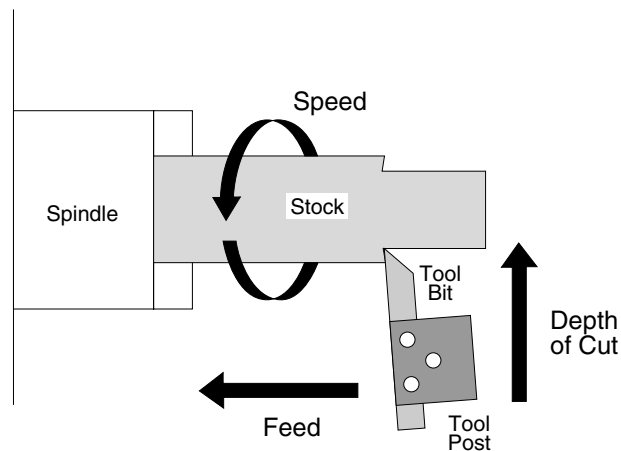 Speed
Spindle
Stock
Tool
Bit
Depth
of Cut
Feed
Tool
Post